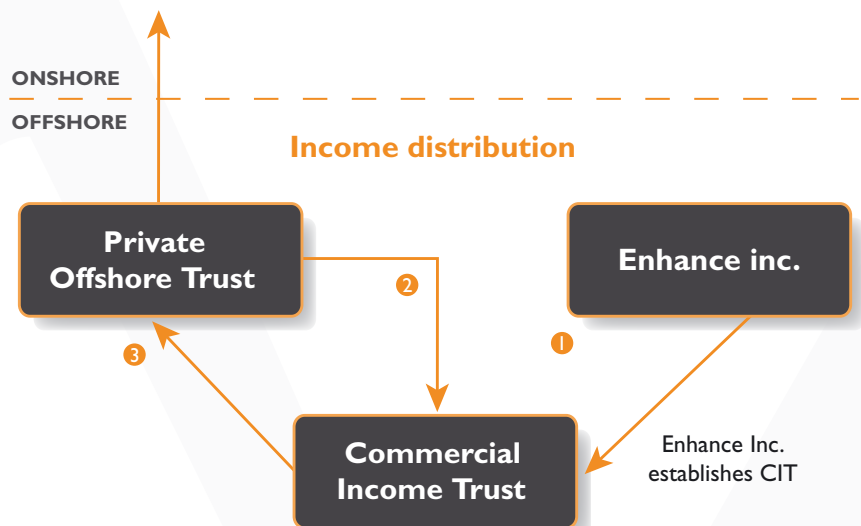 ONSHORE
OFFSHORE
Income distribution
Private
Offshore Trust
Enhance inc.
2
3
1
Commercial
Income Trust
Enhance Inc.
establishes CIT